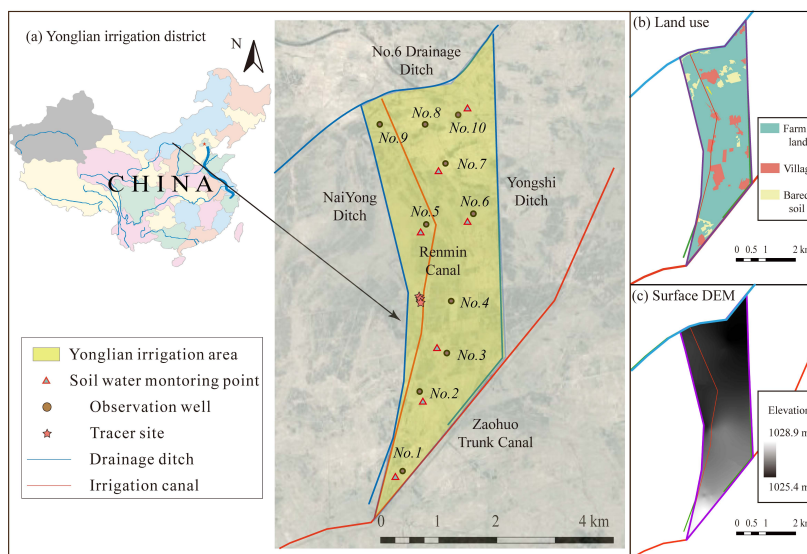 (a) Yonglian irrigation district
N
CHINA
Yonglian irrigation area
Soil water montoring point
Observation well
Tracer site
Drainage ditch
Irrigation canal
No.6 Drainage
Ditch
No.8
No.10
No.9
No.7
Yongshi
Ditch
NaiYong
Ditch
No.6
No.5
Renmin
Canal
No.4
No.3
No.2
Zaohuo
Trunk Canal
No.1
0 1 2 4 km
(b) Land use
Farm
land
Villag
Bared
soil
0 0.5 1 2 km
(c) Surface DEM
Elevation
1028.9 m
1025.4 m
0 0.5 1 2 km